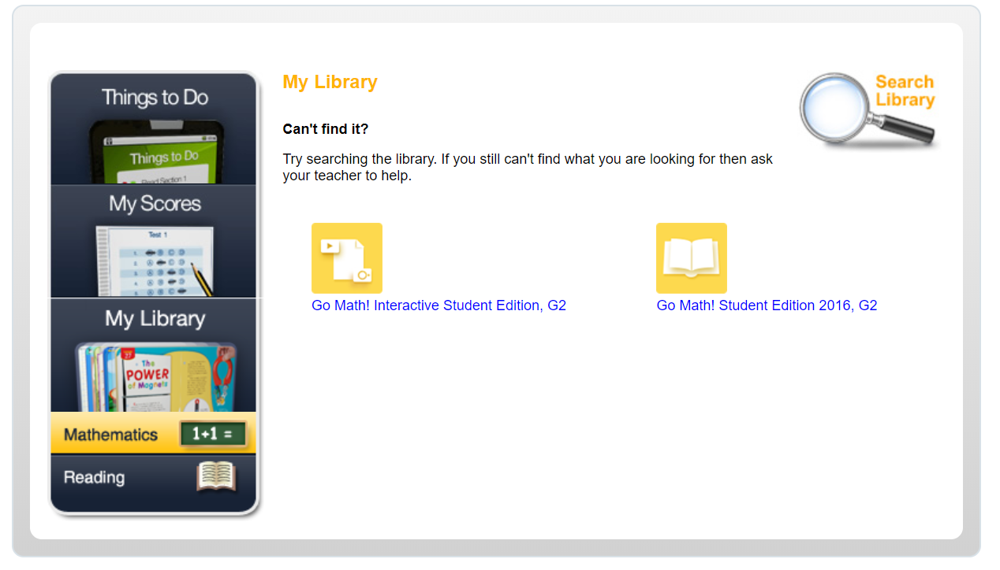 Things to Do
Things to Do
Read Section 1
My Scores
Test 1
My Library
The
POWER
of Magnets
Mathematics
1+1 =
Reading
My Library
Can't find it?
Try searching the library. If you still can't find what you are looking for then ask
your teacher to help.
Go Math! Interactive Student Edition, G2
Go Math! Student Edition 2016, G2
Search
Library